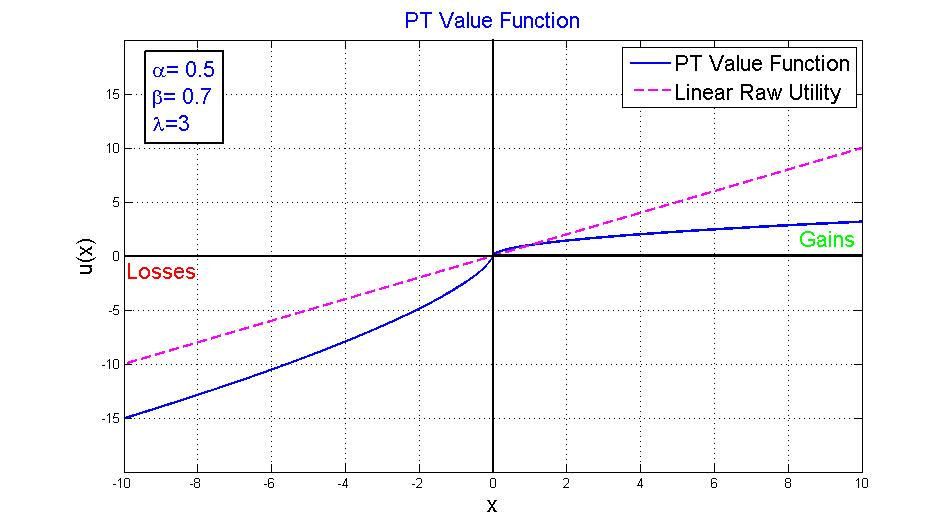 PT Value Function
α= 0.5
β= 0.7
λ=3
PT Value Function
Linear Raw Utility
15
10
5
0
-5
-10
-15
u(x)
Losses
Gains
-10 -8 -6 -4 -2 0 2 4 6 8 10
x